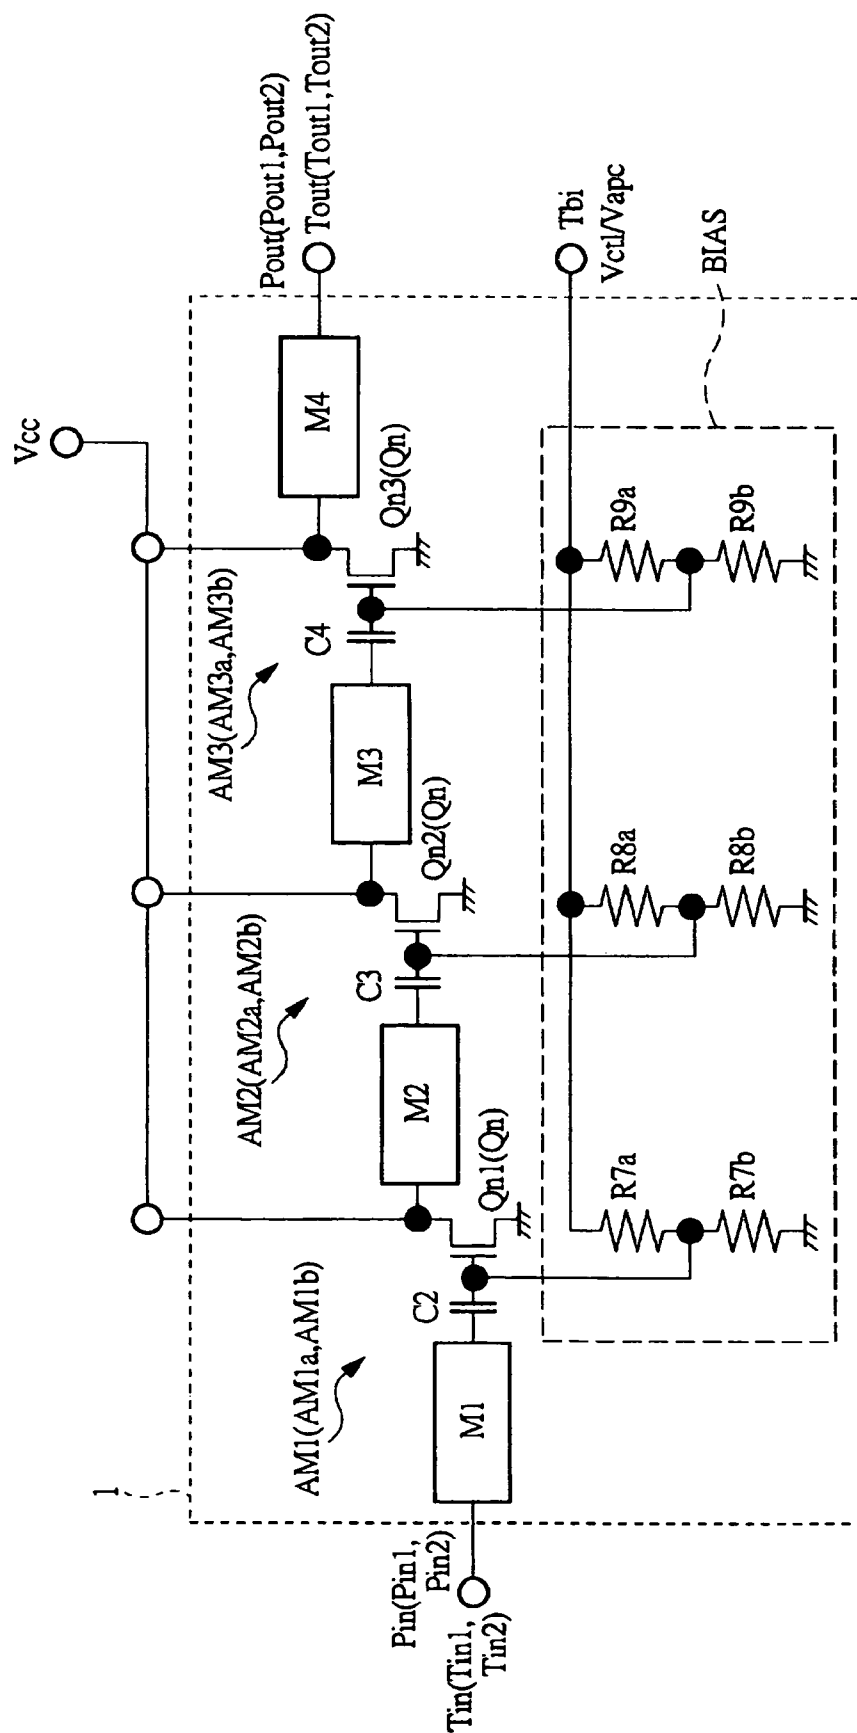 Vcc
Pout(Pout1,Pout2)
Tout(Tout1,Tout2)
1
AM1(AM1a,AM1b)
AM2(AM2a,AM2b)
AM3(AM3a,AM3b)
Pin(Pin1,
Pin2)
Tin(Tin1,
Tin2)
M1
C2
Qn1(Qn)
M2
C3
Qn2(Qn)
M3
C4
Qn3(Qn)
M4
Tbi
Vctl/Vapc
BIAS
R7a
R7b
R8a
R8b
R9a
R9b